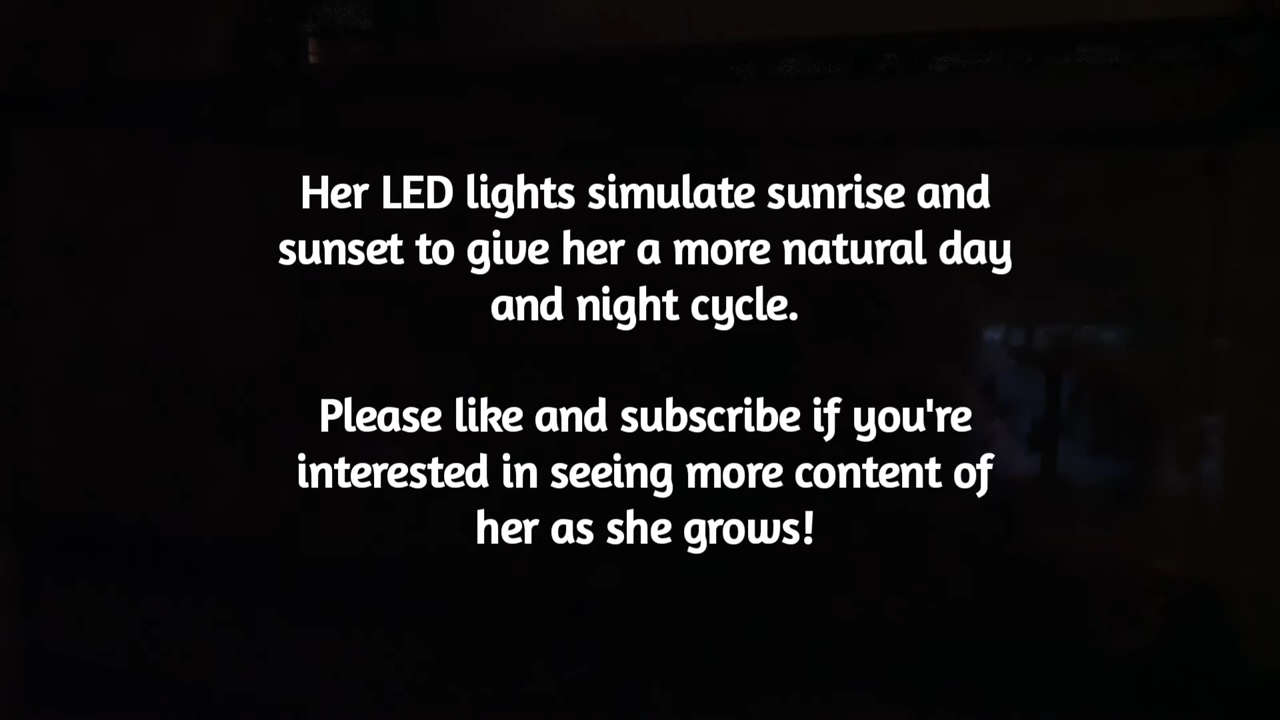 Her LED lights simulate sunrise and
sunset to give her a more natural day
and night cycle.
Please like and subscribe if you're
interested in seeing more content of
her as she grows!